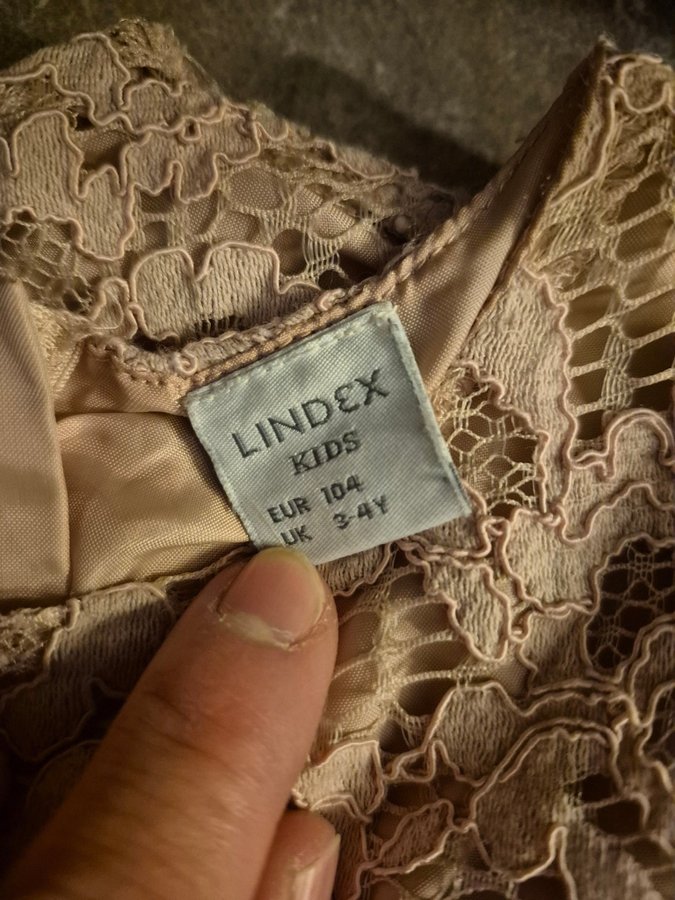 LINDEX
KIDS
EUR 104
UK 3-4Y